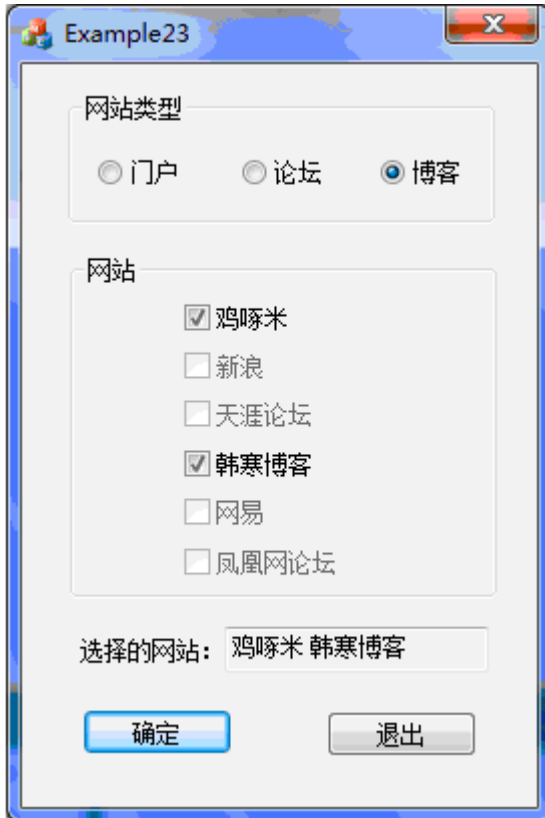 Example23
网站类型
门户 论坛 博客
网站
鸡啄米
新浪
天涯论坛
韩寒博客
网易
凤凰网论坛
选择的网站： 鸡啄米 韩寒博客
确定 退出